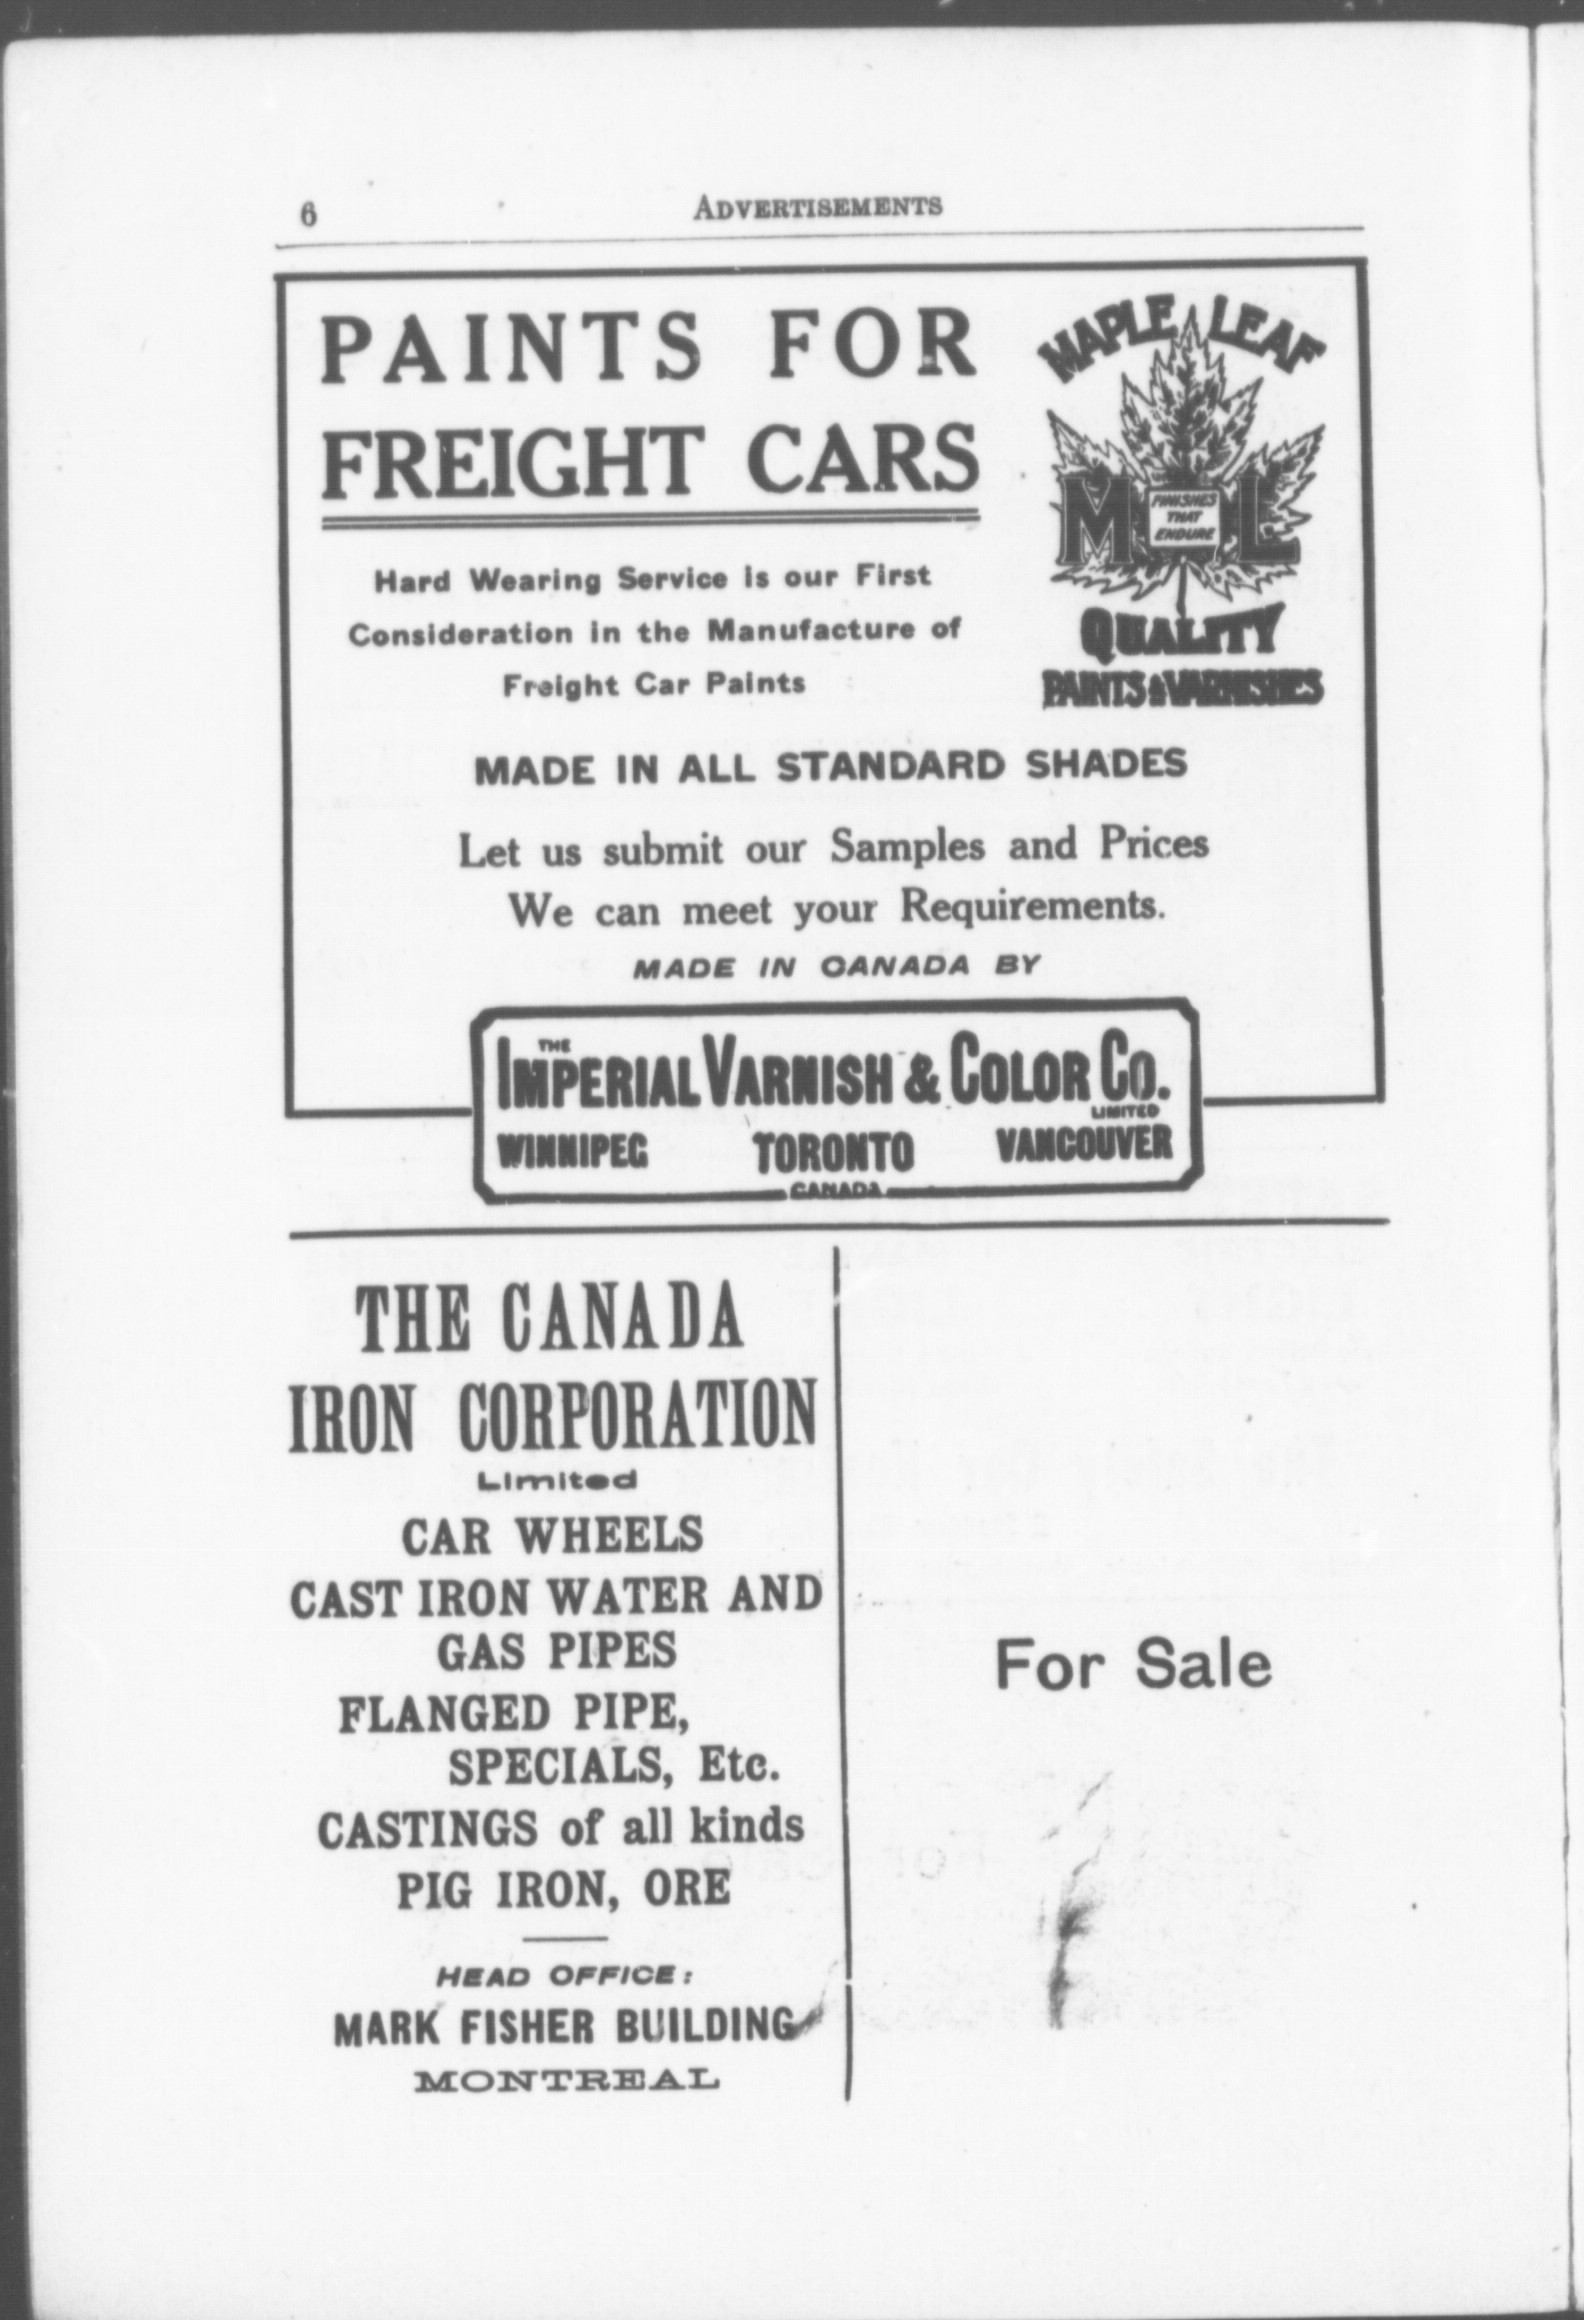 6
ADVERTISEMENTS
PAINTS FOR
FREIGHT CARS
Hard Wearing Service is our First
Consideration in the Manufacture of
Freight Car Paints
MAPLE LEAF
M L
FINISHES
THAT
ENDURE
QUALITY
PAINTS & VARNISHES
MADE IN ALL STANDARD SHADES
Let us submit our Samples and Prices
We can meet your Requirements.
MADE IN CANADA BY
THE
IMPERIAL VARNISH & COLOR CO.
LIMITED
WINNIPEG TORONTO VANCOUVER
CANADA
THE CANADA
IRON CORPORATION
Limited
CAR WHEELS
CAST IRON WATER AND
GAS PIPES
FLANGED PIPE,
SPECIALS, Etc.
CASTINGS of all kinds
PIG IRON, ORE
HEAD OFFICE:
MARK FISHER BUILDING
MONTREAL
For Sale